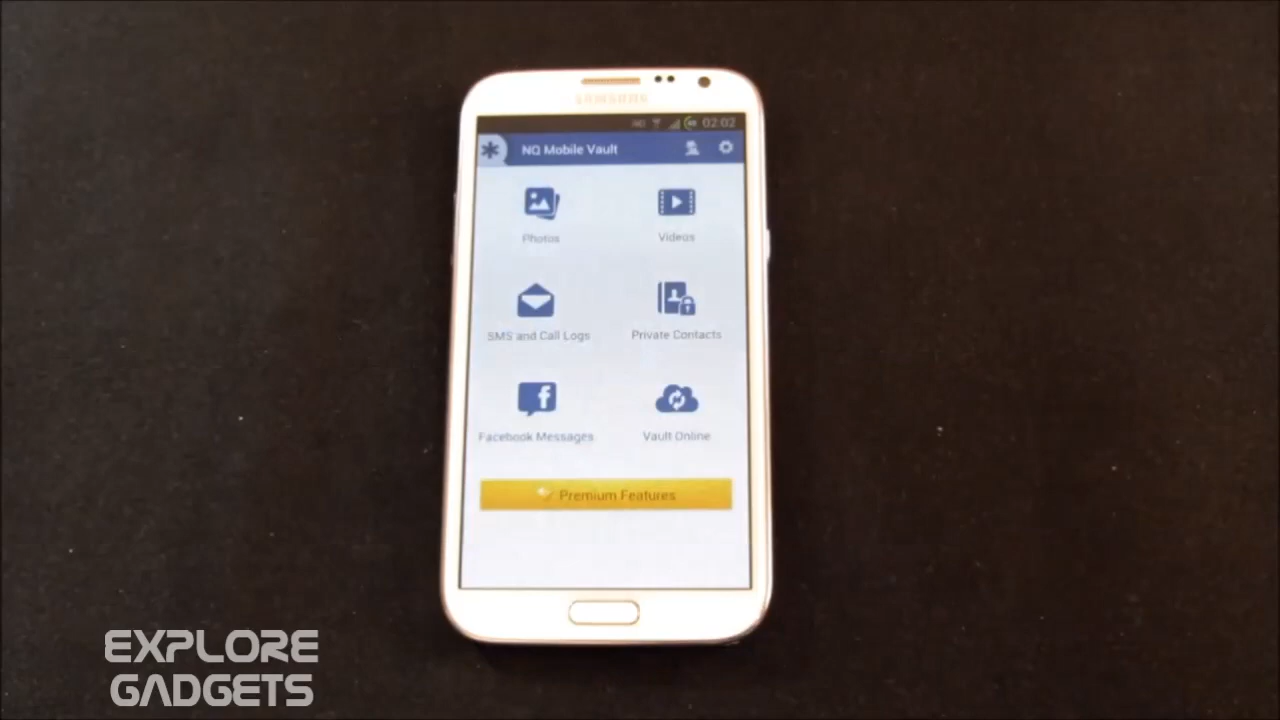 SAMSUNG
02:02
NQ Mobile Vault
Photos
Videos
SMS and Call Logs
Private Contacts
Facebook Messages
Vault Online
Premium Features
EXPLORE
GADGETS